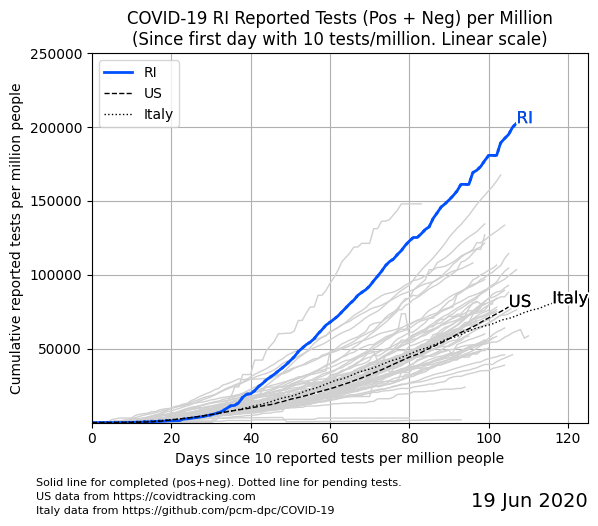 COVID-19 RI Reported Tests (Pos + Neg) per Million
(Since first day with 10 tests/million. Linear scale)
250000
200000
150000
100000
50000
Cumulative reported tests per million people
RI
US
Italy
RI
US
Italy
0 20 40 60 80 100 120
Days since 10 reported tests per million people
Solid line for completed (pos+neg). Dotted line for pending tests.
US data from https://covidtracking.com
Italy data from https://github.com/pcm-dpc/COVID-19
19 Jun 2020